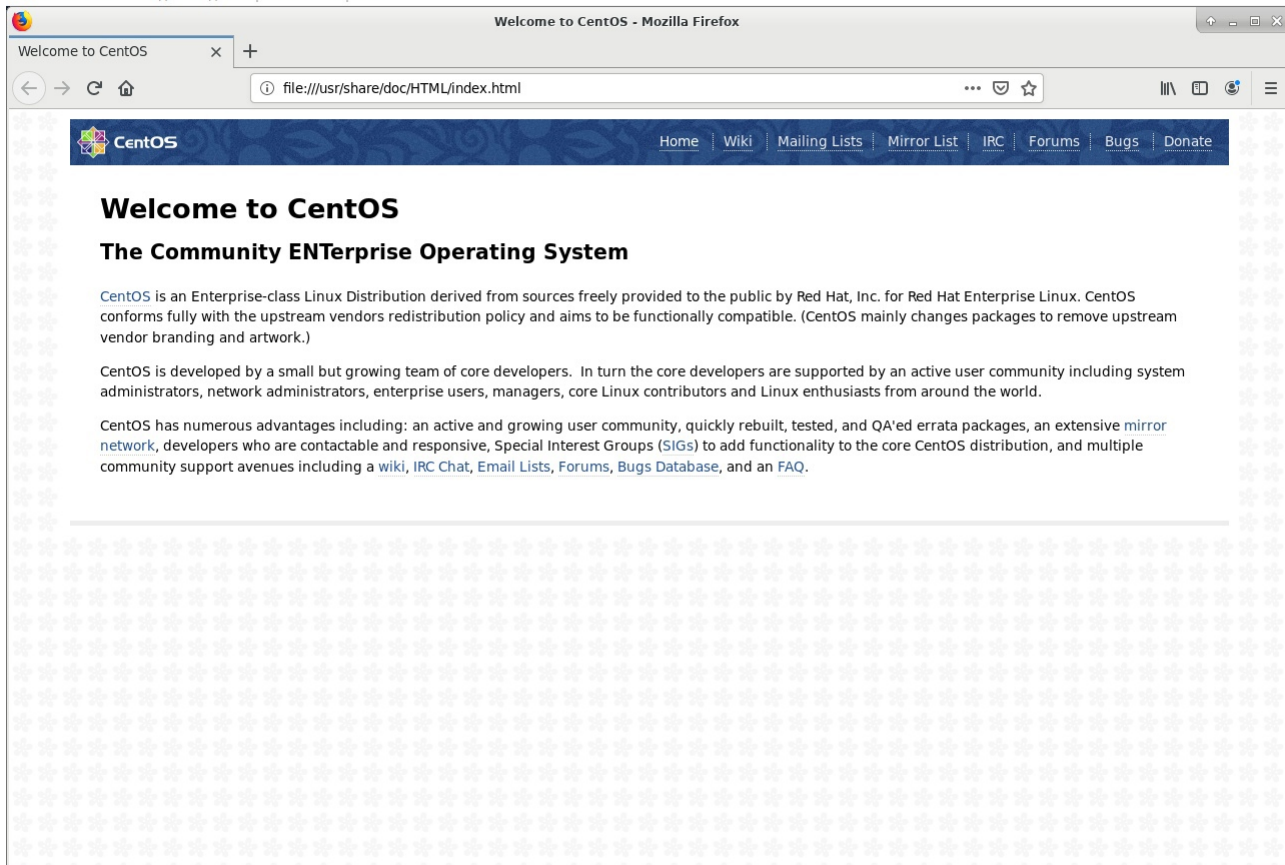 Welcome to CentOS - Mozilla Firefox
Welcome to CentOS
file:///usr/share/doc/HTML/index.html
CentOS
Home Wiki Mailing Lists Mirror List IRC Forums Bugs Donate
Welcome to CentOS
The Community ENTerprise Operating System
CentOS is an Enterprise-class Linux Distribution derived from sources freely provided to the public by Red Hat, Inc. for Red Hat Enterprise Linux. CentOS
conforms fully with the upstream vendors redistribution policy and aims to be functionally compatible. (CentOS mainly changes packages to remove upstream
vendor branding and artwork.)
CentOS is developed by a small but growing team of core developers.  In turn the core developers are supported by an active user community including system
administrators, network administrators, enterprise users, managers, core Linux contributors and Linux enthusiasts from around the world.
CentOS has numerous advantages including: an active and growing user community, quickly rebuilt, tested, and QA'ed errata packages, an extensive mirror
network, developers who are contactable and responsive, Special Interest Groups (SIGs) to add functionality to the core CentOS distribution, and multiple
community support avenues including a wiki, IRC Chat, Email Lists, Forums, Bugs Database, and an FAQ.